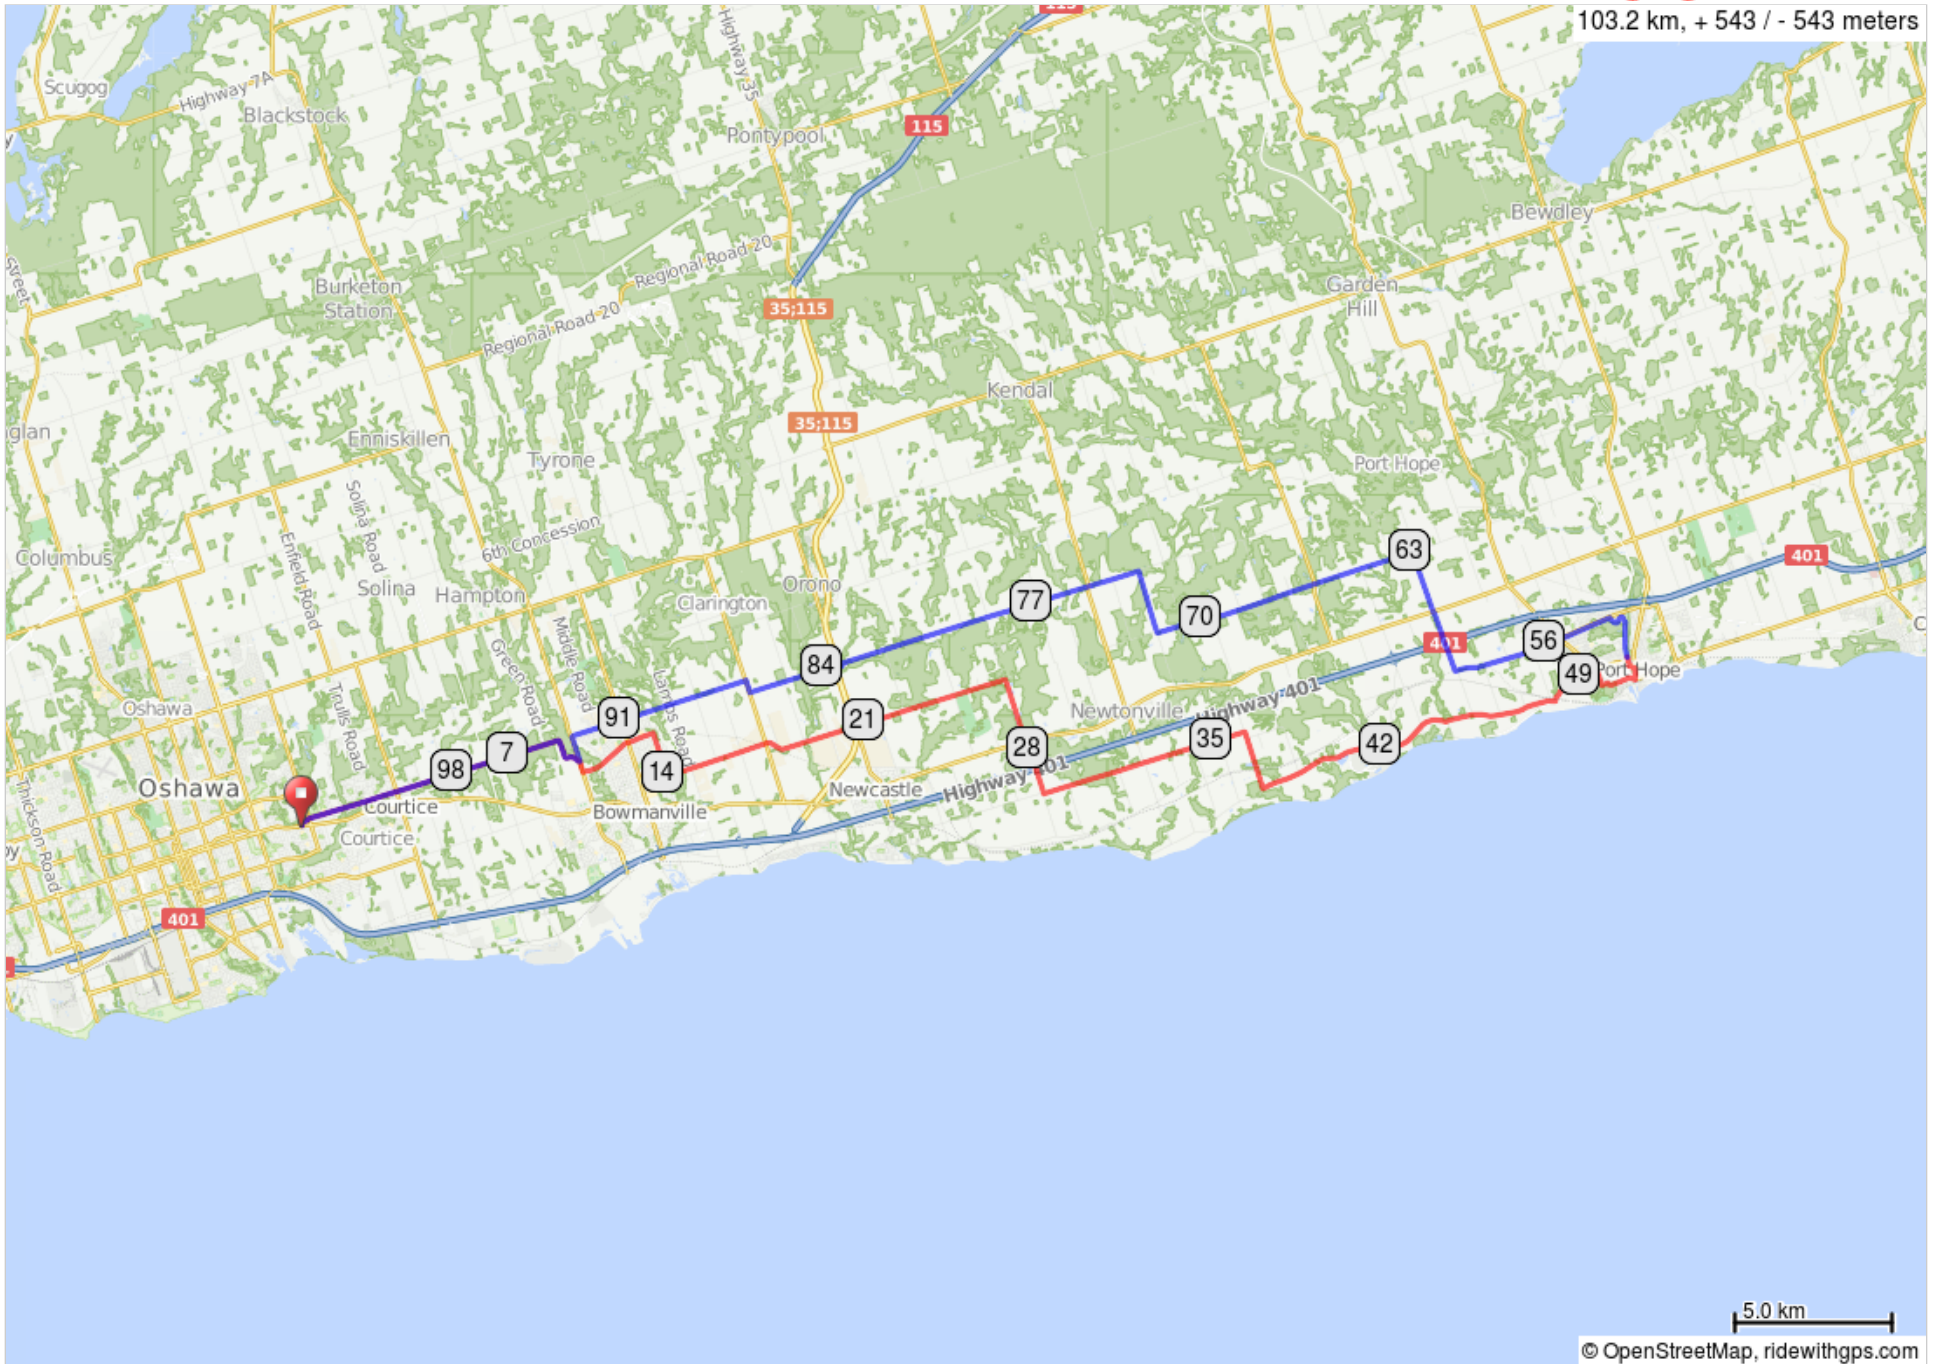 115
103.2 km, + 543 / - 543 meters
Scugog
Highway 7A
Blackstock
Highway 35
Pontypool
115
Bewdley
Street
Regional Road 20
Burketon
Station
Garden
Hill
35;115
Regional Road 20
Kendal
35;115
glan
Enniskillen
Tyrone
Port Hope
Solina Road
6th Concession
Columbus
Enfield Road
63
401
Solina
Hampton
Orono
Clarington
77
70
Middle Road
Green Road
401
56
84
Port Hope
49
Lambs Road
Trulls Road
Oshawa
91
21
Newtonville
Highway 401
7
28
35
42
98
14
Highway 401
Oshawa
Thickson Road
Courtice
Newcastle
Bowmanville
Courtice
401
5.0 km
© OpenStreetMap, ridewithgps.com